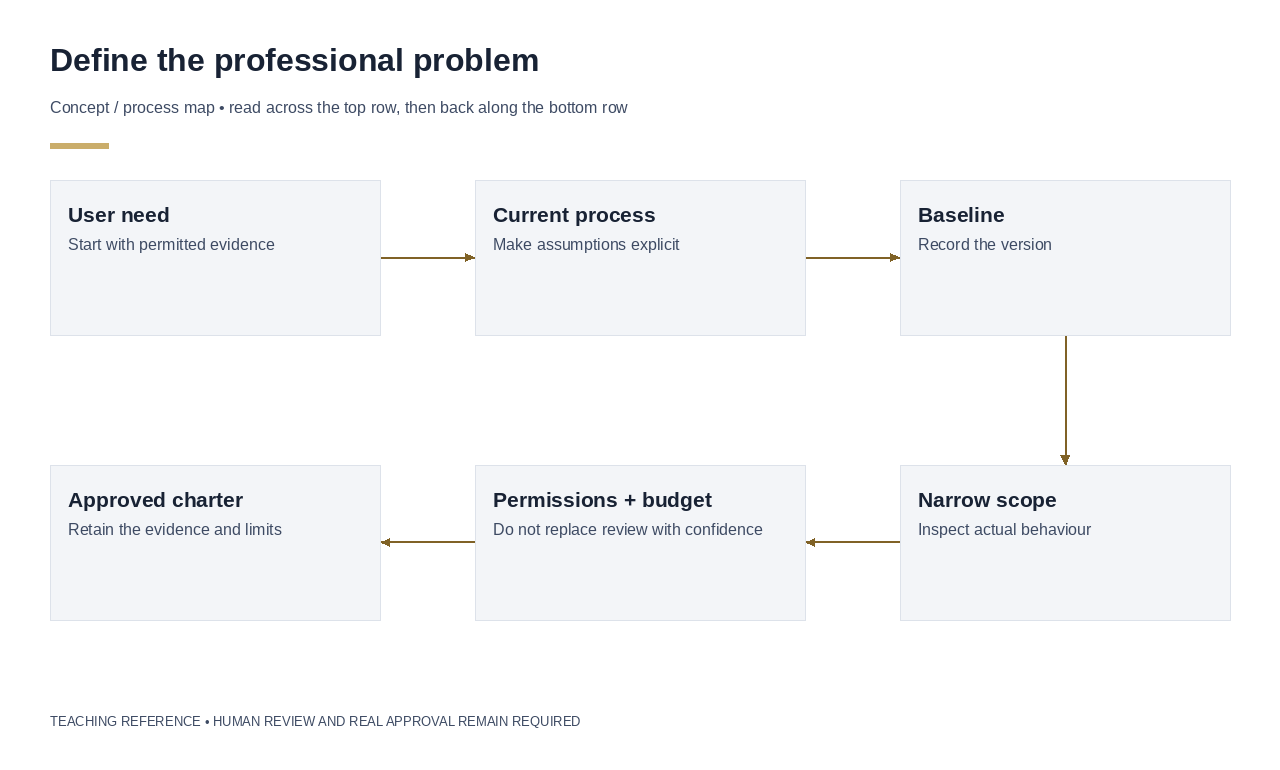 Define the professional problem
Concept / process map • read across the top row, then back along the bottom row
User need
Start with permitted evidence
Current process
Make assumptions explicit
Baseline
Record the version
Narrow scope
Inspect actual behaviour
Permissions + budget
Do not replace review with confidence
Approved charter
Retain the evidence and limits
TEACHING REFERENCE • HUMAN REVIEW AND REAL APPROVAL REMAIN REQUIRED